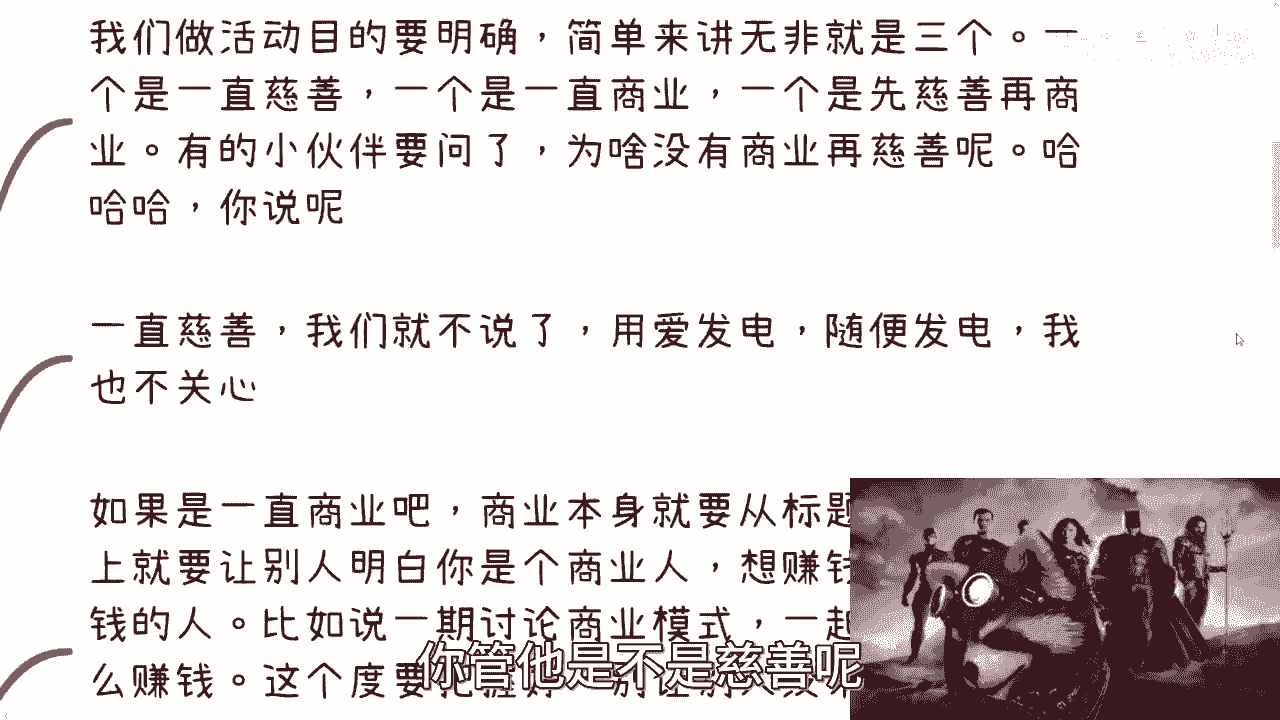 我们做活动目的要明确，简单来讲无非就是三个。一
个是一直慈善，一个是一直商业，一个是先慈善再商
业。有的小伙伴要问了，为啥没有商业再慈善呢。哈
哈哈，你说呢
一直慈善，我们就不说了，用爱发电，随便发电，我
也不关心
如果是一直商业吧，商业本身就要从标题
上就要让别人明白你是个商业人，想赚钱
钱的人。比如说一期讨论商业模式，一起
么赚钱。这个度要
你管他是不是慈善呢